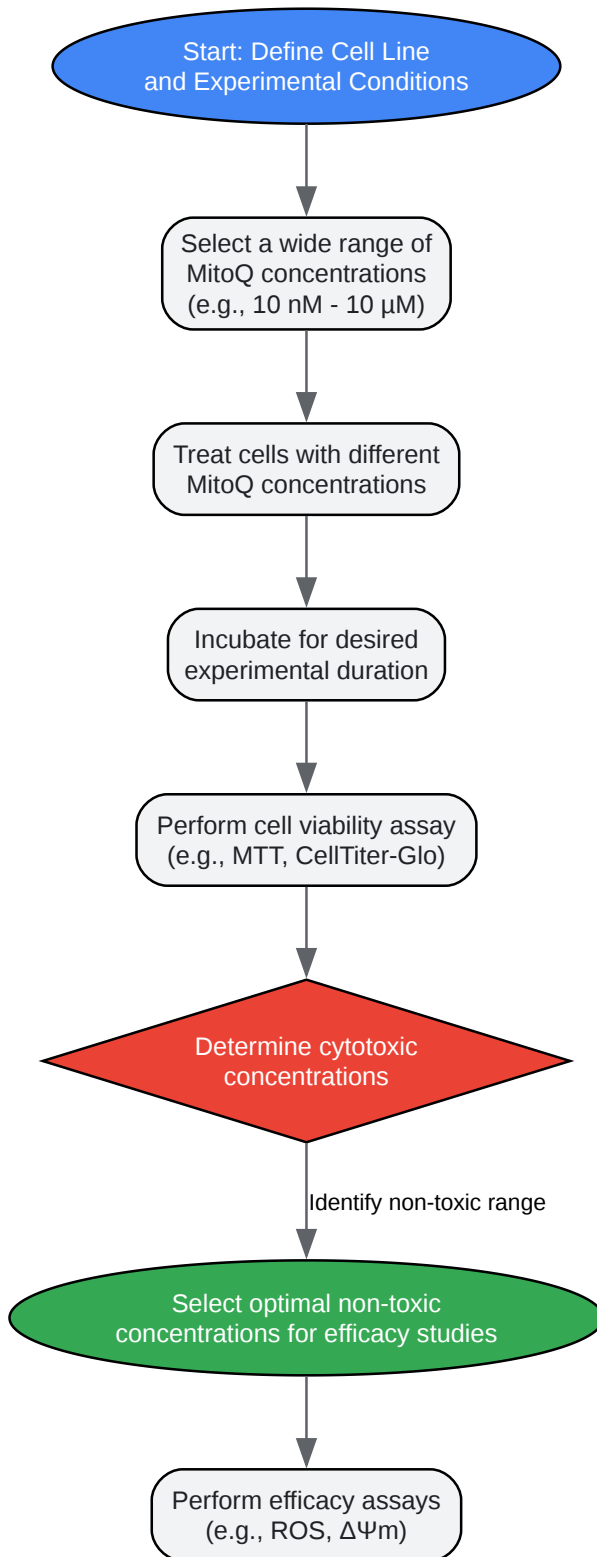 Start: Define Cell Line
and Experimental Conditions
Select a wide range of
MitoQ concentrations
(e.g., 10 nM - 10 µM)
Treat cells with different
MitoQ concentrations
Incubate for desired
experimental duration
Perform cell viability assay
(e.g., MTT, CellTiter-Glo)
Determine cytotoxic
concentrations
Identify non-toxic range
Select optimal non-toxic
concentrations for efficacy studies
Perform efficacy assays
(e.g., ROS, ΔΨm)